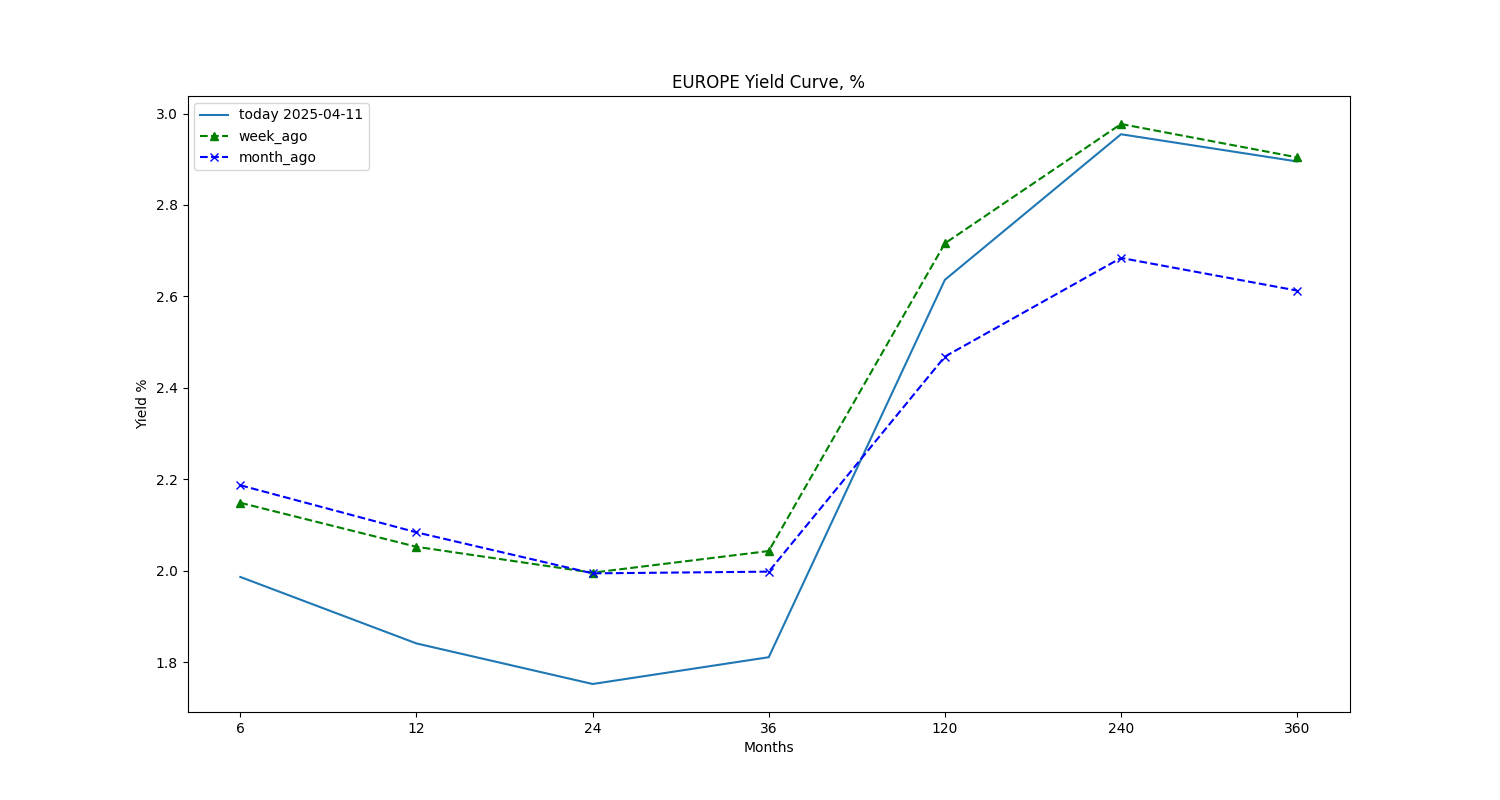 EUROPE Yield Curve, %
today 2025-04-11
week_ago
month_ago
3.0
2.8
2.6
2.4
2.2
2.0
1.8
Yield %
6 12 24 36 120 240 360
Months